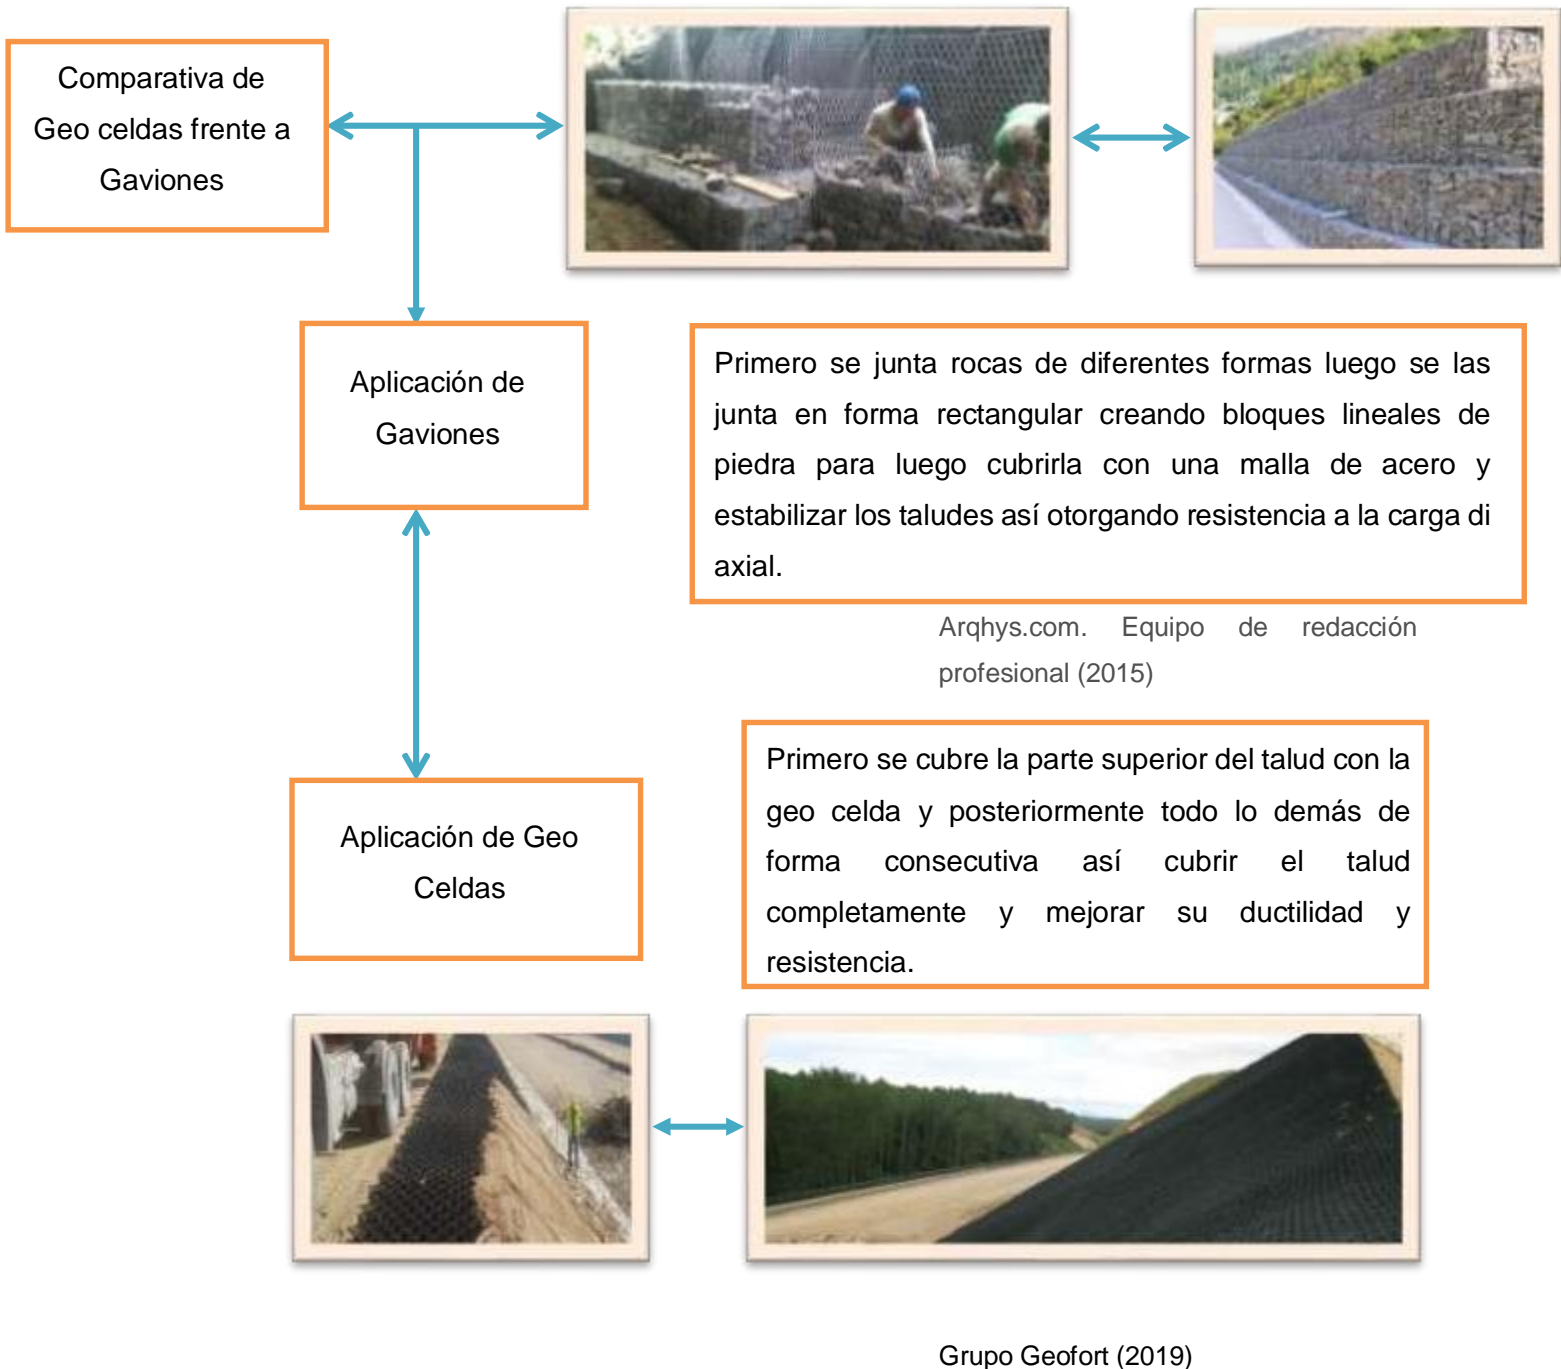 Comparativa de
Geo celdas frente a
Gaviones
Aplicación de
Gaviones
Primero se junta rocas de diferentes formas luego se las
junta en forma rectangular creando bloques lineales de
piedra para luego cubrirla con una malla de acero y
estabilizar los taludes así otorgando resistencia a la carga di
axial.
Arqhys.com. Equipo de redacción
profesional (2015)
Aplicación de Geo
Celdas
Primero se cubre la parte superior del talud con la
geo celda y posteriormente todo lo demás de
forma consecutiva así cubrir el talud
completamente y mejorar su ductilidad y
resistencia.
Grupo Geofort (2019)